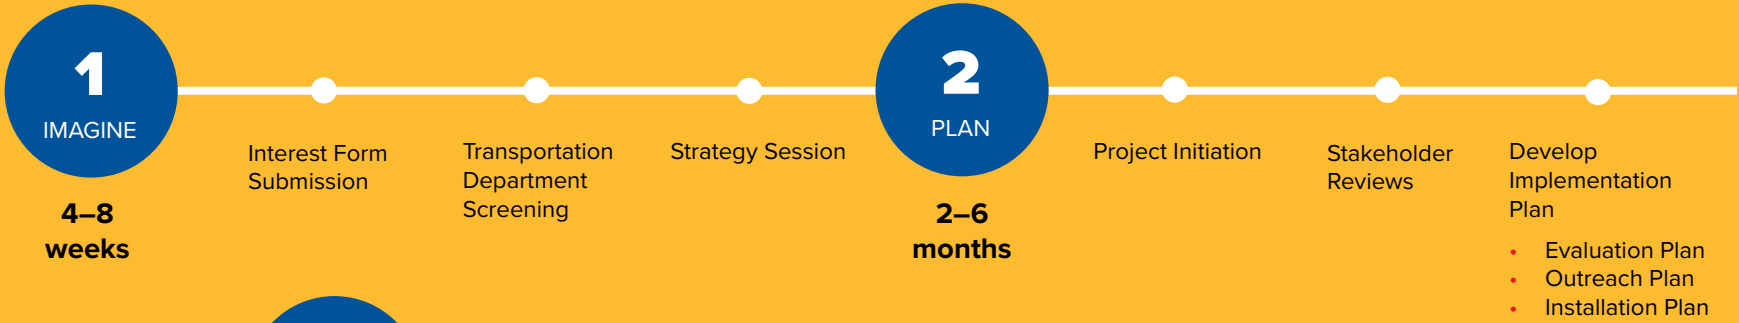 1
IMAGINE
4–8
weeks
Interest Form
Submission
Transportation
Department
Screening
Strategy Session
2
PLAN
2–6
months
Project Initiation
Stakeholder
Reviews
Develop
Implementation
Plan
• Evaluation Plan
• Outreach Plan
• Installation Plan